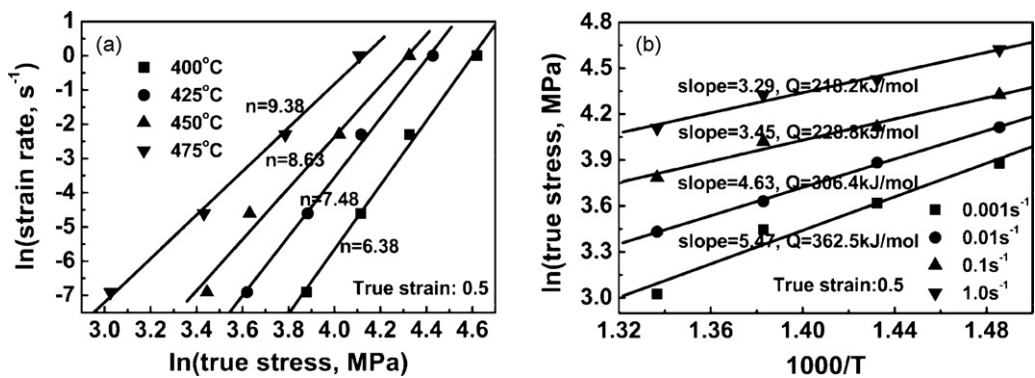 (a)
400°C
425°C
450°C
475°C
n=9.38
n=8.63
n=7.48
n=6.38
True strain: 0.5
ln(strain rate, s-1)
1
0
-1
-2
-3
-4
-5
-6
-7
3.0 3.2 3.4 3.6 3.8 4.0 4.2 4.4 4.6
ln(true stress, MPa)
(b)
slope=3.29, Q=218.2kJ/mol
slope=3.45, Q=228.8kJ/mol
slope=4.63, Q=306.4kJ/mol
slope=5.47, Q=362.5kJ/mol
0.001s-1
0.01s-1
0.1s-1
1.0s-1
True strain:0.5
ln(true stress, MPa)
4.8
4.5
4.2
3.9
3.6
3.3
3.0
1.32 1.36 1.40 1.44 1.48
1000/T